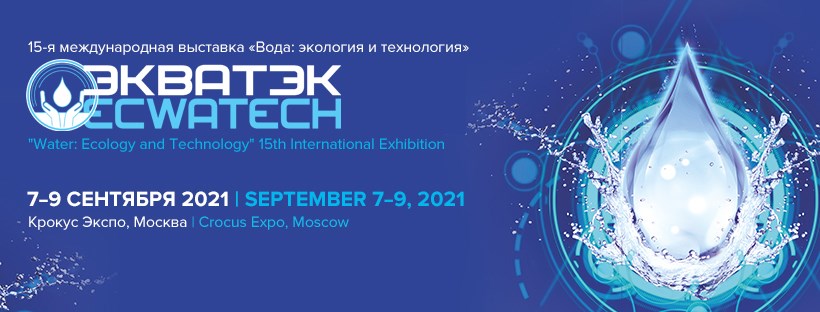 15-я международная выставка «Вода: экология и технология»
ЭКВАТЭК
ECWATECH
"Water: Ecology and Technology" 15th International Exhibition
7–9 СЕНТЯБРЯ 2021 | SEPTEMBER 7–9, 2021
Крокус Экспо, Москва | Crocus Expo, Moscow